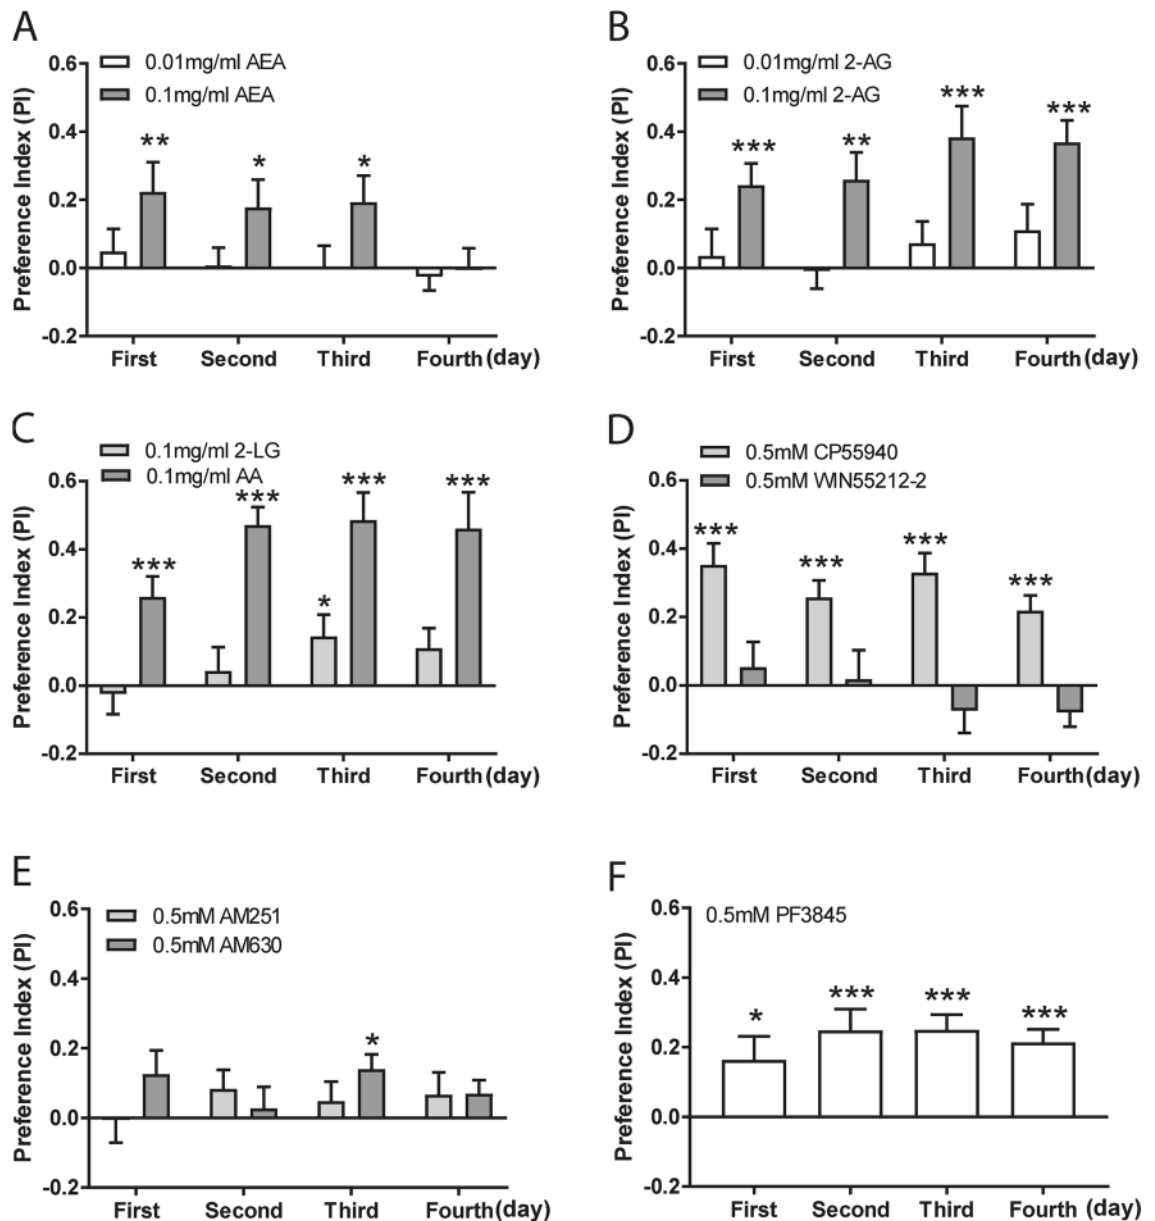 A
0.01mg/ml AEA
0.1mg/ml AEA
Preference Index (PI)
0.6
0.4
0.2
0.0
-0.2
**
*
*
First Second Third Fourth (day)
B
0.01mg/ml 2-AG
0.1mg/ml 2-AG
Preference Index (PI)
0.6
0.4
0.2
0.0
-0.2
***
**
***
***
First Second Third Fourth (day)
C
0.1mg/ml 2-LG
0.1mg/ml AA
Preference Index (PI)
0.6
0.4
0.2
0.0
-0.2
***
***
*
***
***
First Second Third Fourth (day)
D
0.5mM CP55940
0.5mM WIN55212-2
Preference Index (PI)
0.6
0.4
0.2
0.0
-0.2
***
***
***
***
First Second Third Fourth (day)
E
0.5mM AM251
0.5mM AM630
Preference Index (PI)
0.6
0.4
0.2
0.0
-0.2
*
First Second Third Fourth (day)
F
0.5mM PF3845
Preference Index (PI)
0.6
0.4
0.2
0.0
-0.2
*
***
***
***
First Second Third Fourth (day)